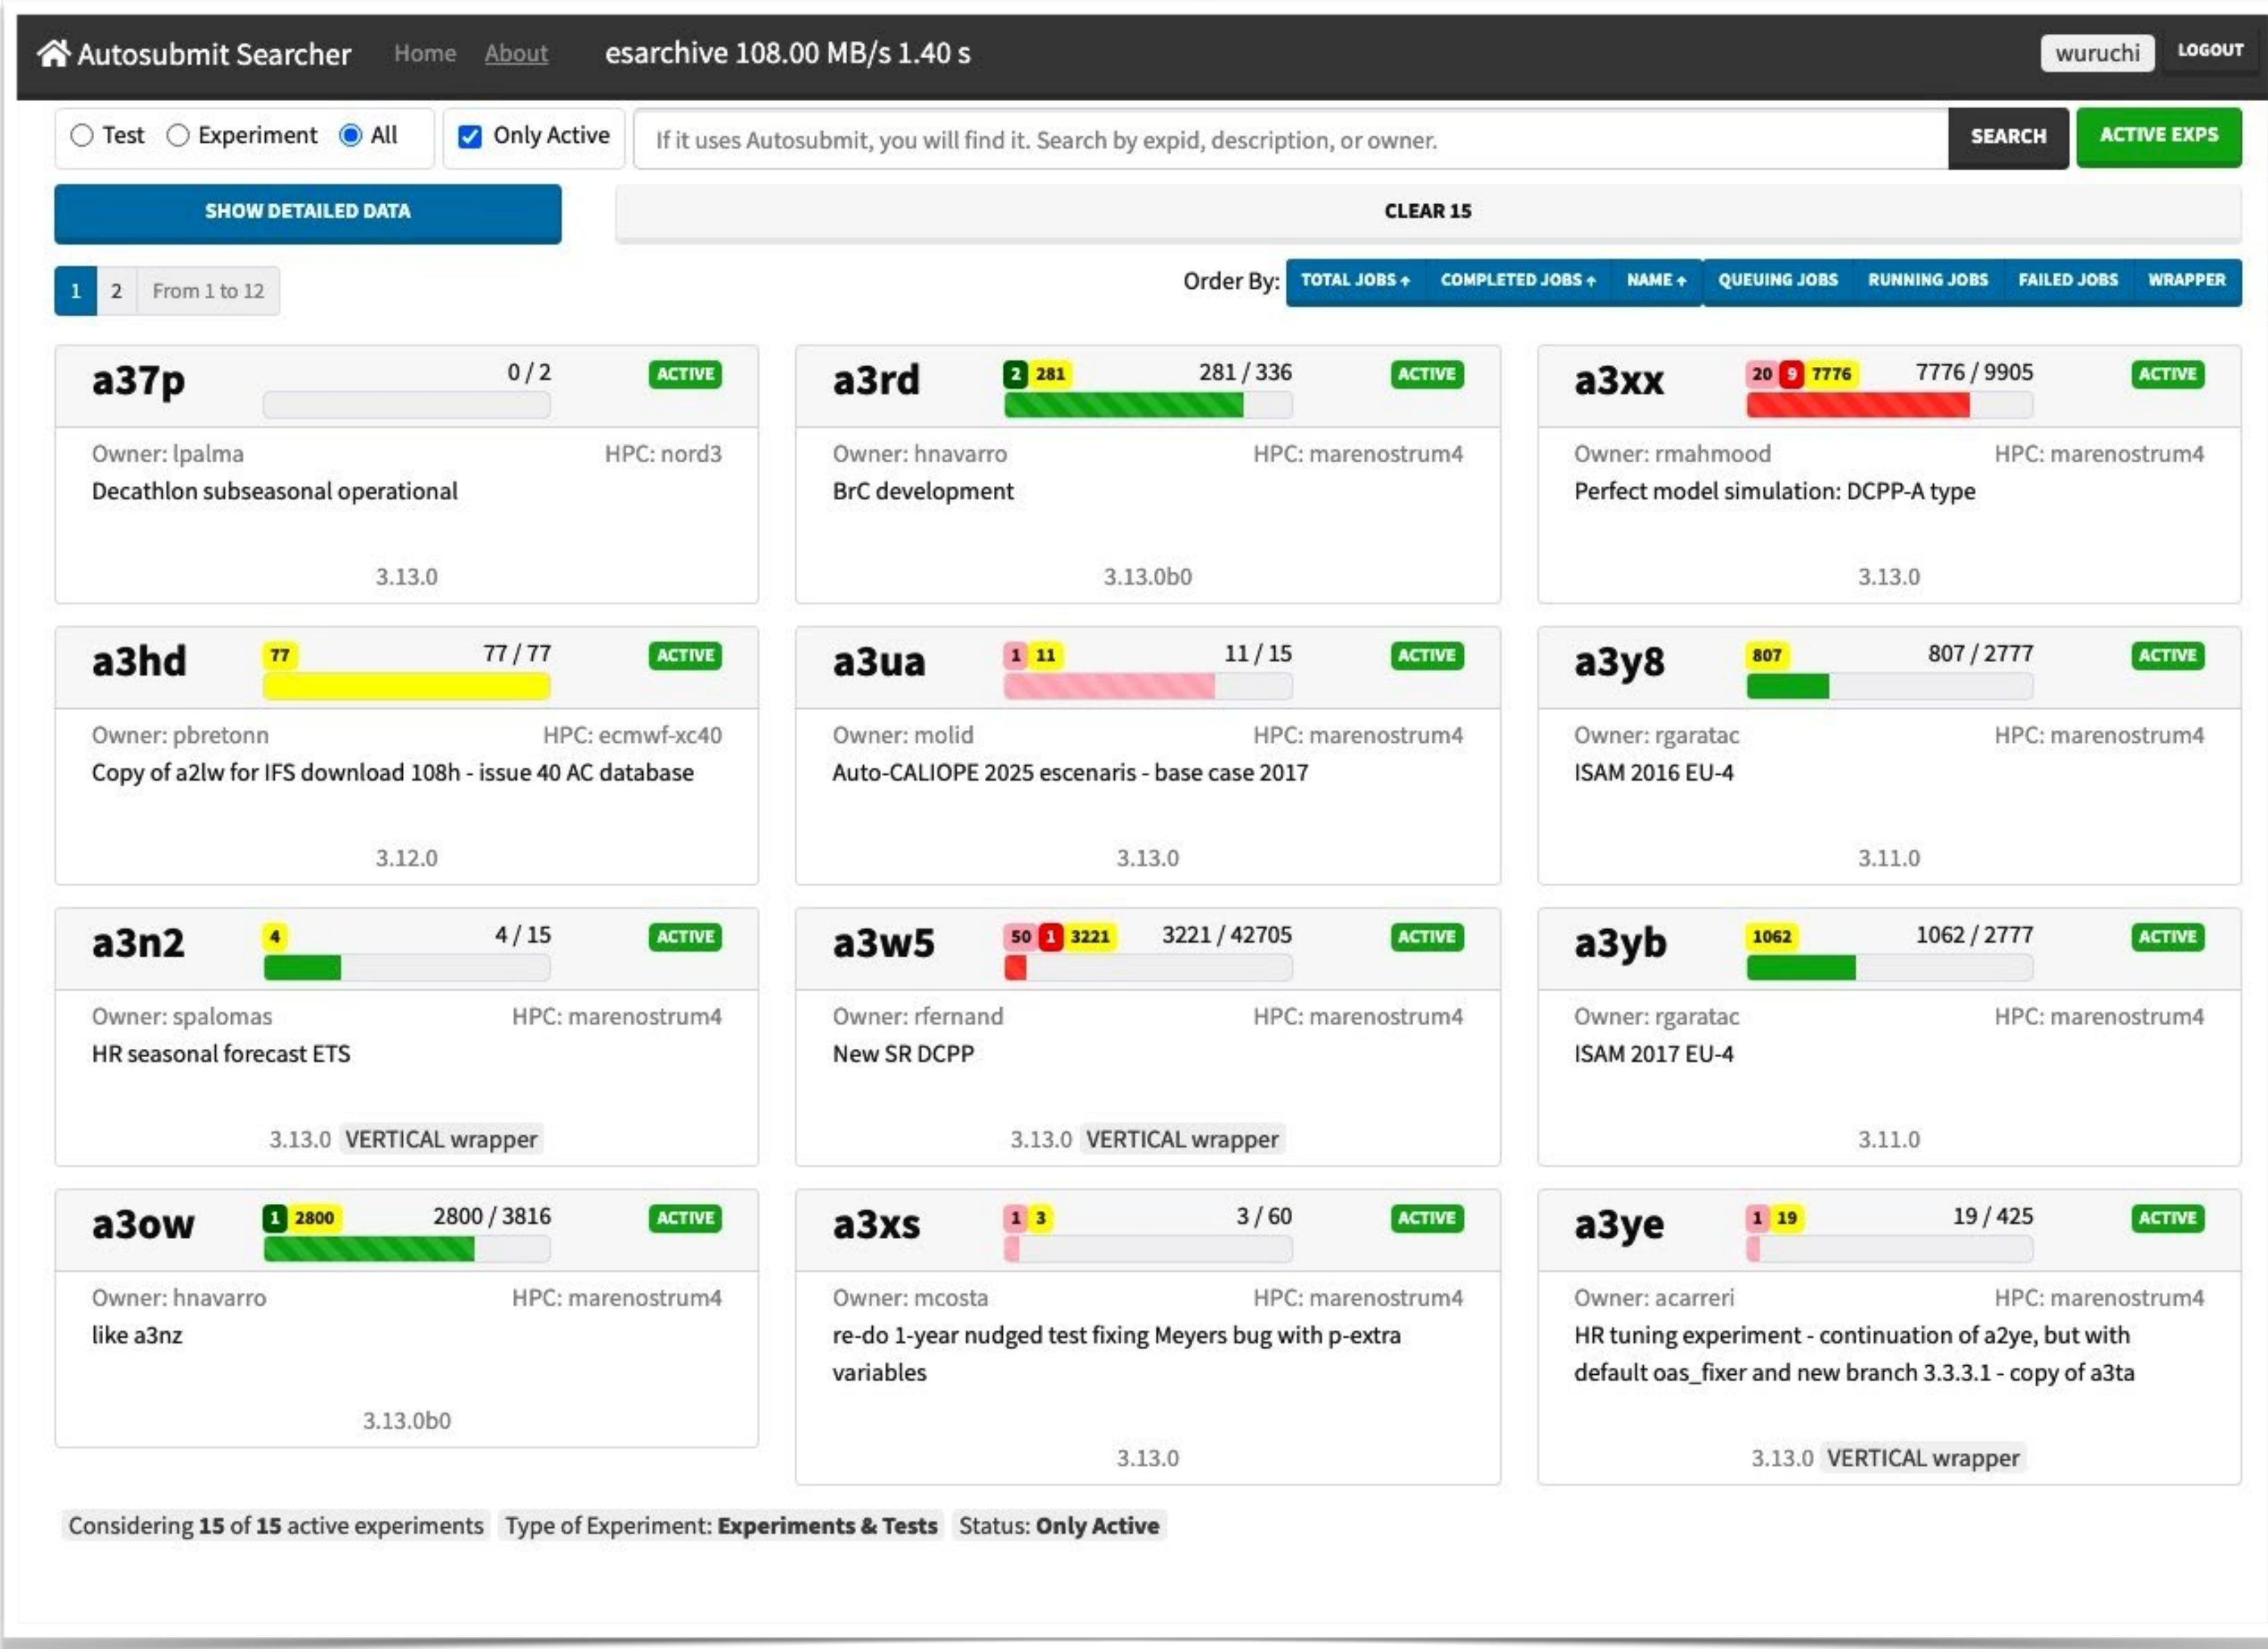 Autosubmit Searcher Home About esarchive 108.00 MB/s 1.40 s wuruchi LOGOUT
Test Experiment All Only Active If it uses Autosubmit, you will find it. Search by expid, description, or owner. SEARCH ACTIVE EXPS
SHOW DETAILED DATA CLEAR 15
1 2 From 1 to 12 Order By: TOTAL JOBS ↑ COMPLETED JOBS ↑ NAME ↑ QUEUING JOBS RUNNING JOBS FAILED JOBS WRAPPER
a37p 0 / 2 ACTIVE
Owner: lpalma HPC: nord3
Decathlon subseasonal operational
3.13.0
a3rd 2 281 281 / 336 ACTIVE
Owner: hnavarro HPC: marenostrum4
BrC development
3.13.0b0
a3xx 20 9 7776 7776 / 9905 ACTIVE
Owner: rmahmood HPC: marenostrum4
Perfect model simulation: DCPP-A type
3.13.0
a3hd 77 77 / 77 ACTIVE
Owner: pbretonn HPC: ecmwf-xc40
Copy of a2lw for IFS download 108h - issue 40 AC database
3.12.0
a3ua 1 11 11 / 15 ACTIVE
Owner: molid HPC: marenostrum4
Auto-CALIOPE 2025 escenaris - base case 2017
3.13.0
a3y8 807 807 / 2777 ACTIVE
Owner: rgaratac HPC: marenostrum4
ISAM 2016 EU-4
3.11.0
a3n2 4 4 / 15 ACTIVE
Owner: spalomas HPC: marenostrum4
HR seasonal forecast ETS
3.13.0 VERTICAL wrapper
a3w5 50 1 3221 3221 / 42705 ACTIVE
Owner: rfernand HPC: marenostrum4
New SR DCPP
3.13.0 VERTICAL wrapper
a3yb 1062 1062 / 2777 ACTIVE
Owner: rgaratac HPC: marenostrum4
ISAM 2017 EU-4
3.11.0
a3ow 1 2800 2800 / 3816 ACTIVE
Owner: hnavarro HPC: marenostrum4
like a3nz
3.13.0b0
a3xs 1 3 3 / 60 ACTIVE
Owner: mcosta HPC: marenostrum4
re-do 1-year nudged test fixing Meyers bug with p-extra
variables
3.13.0
a3ye 1 19 19 / 425 ACTIVE
Owner: acarreri HPC: marenostrum4
HR tuning experiment - continuation of a2ye, but with
default oas_fixer and new branch 3.3.3.1 - copy of a3ta
3.13.0 VERTICAL wrapper
Considering 15 of 15 active experiments Type of Experiment: Experiments & Tests Status: Only Active